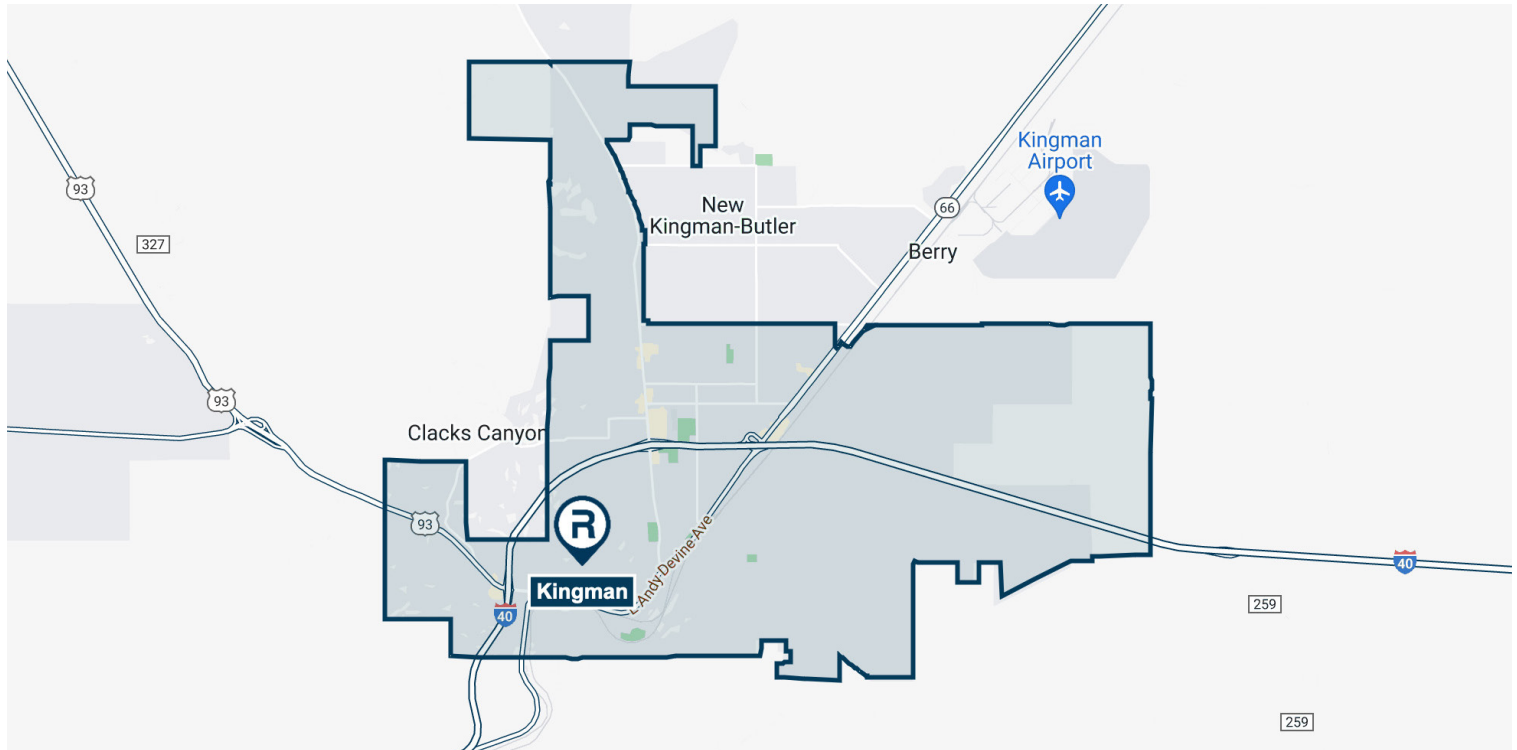 Kingman
Airport
93
New
Kingman-Butler
66
327
Berry
93
Clacks Canyon
93
R
Kingman
E Andy Devine Ave
40
40
259
259